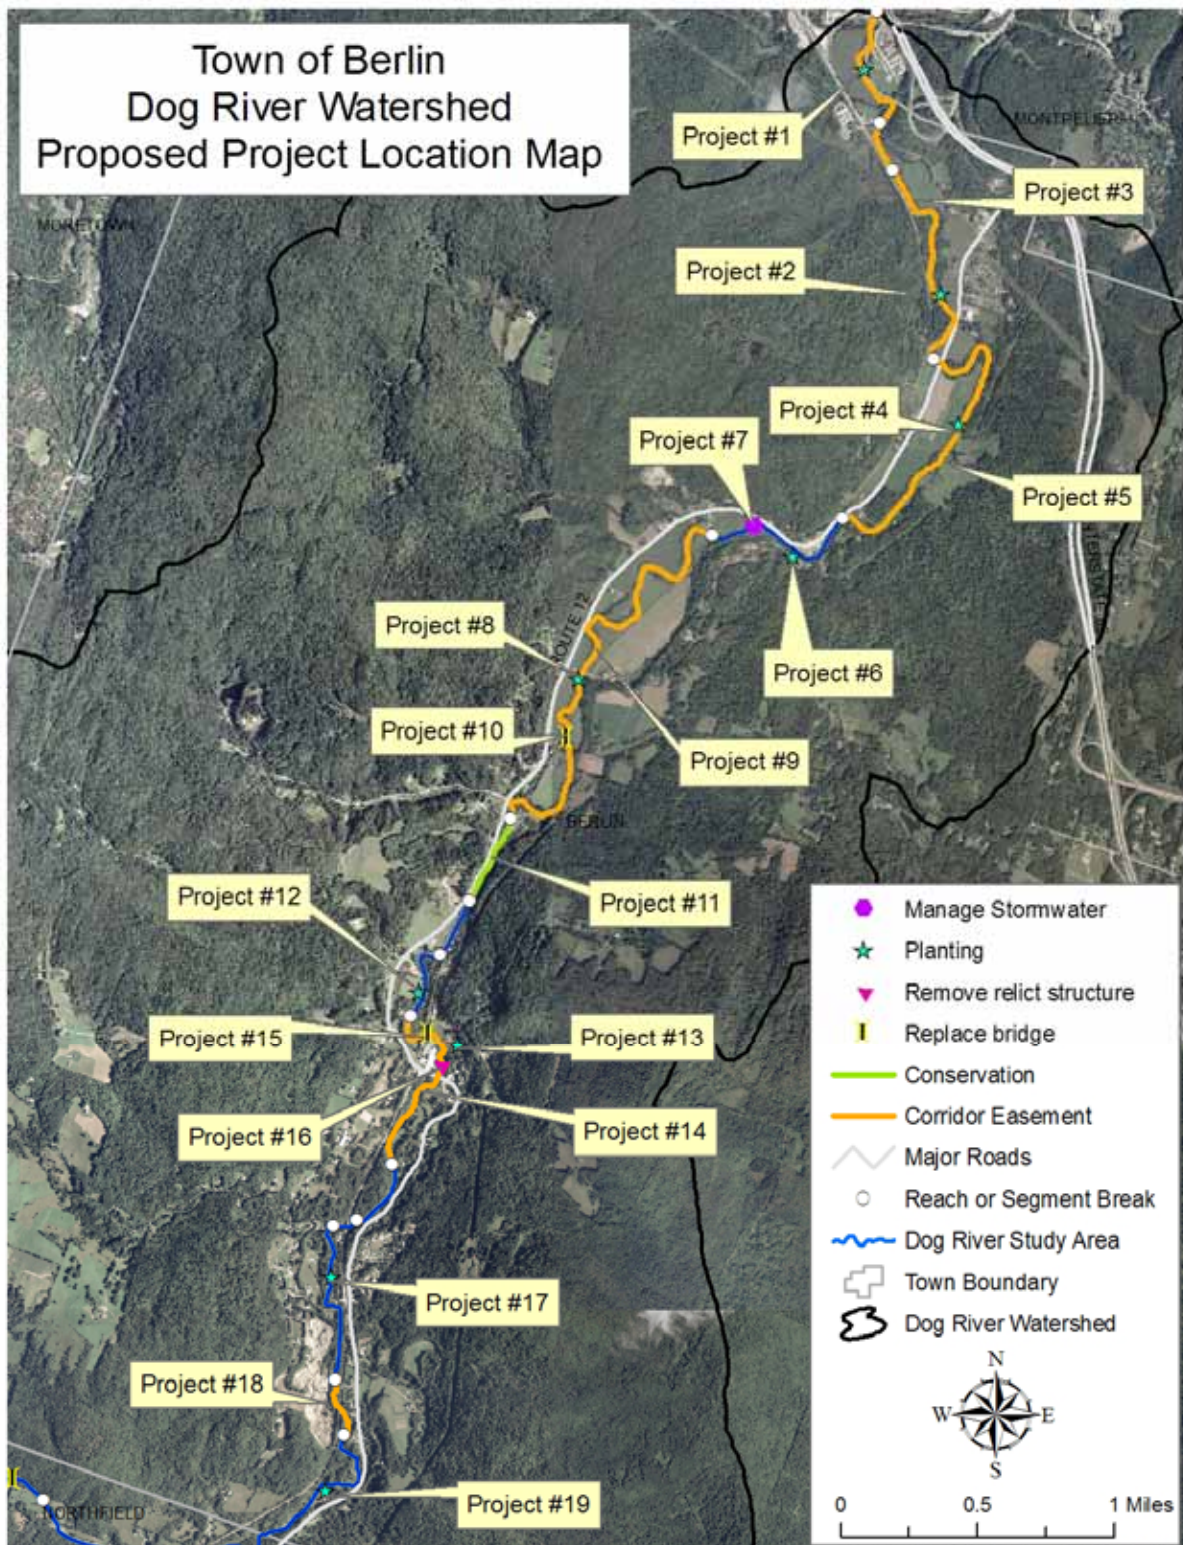 Town of Berlin
Dog River Watershed
Proposed Project Location Map
MONTPELIER
Project #1
Project #3
MORETOWN
Project #2
Project #4
Project #7
Project #5
ROUTE 12
Project #8
Project #6
Project #10
Project #9
BERLIN
Project #12
Project #11
Project #15
Project #13
Project #16
Project #14
Project #17
Project #18
Project #19
NORTHFIELD
Manage Stormwater
Planting
Remove relict structure
Replace bridge
Conservation
Corridor Easement
Major Roads
Reach or Segment Break
Dog River Study Area
Town Boundary
Dog River Watershed
N
W E
S
0 0.5 1 Miles